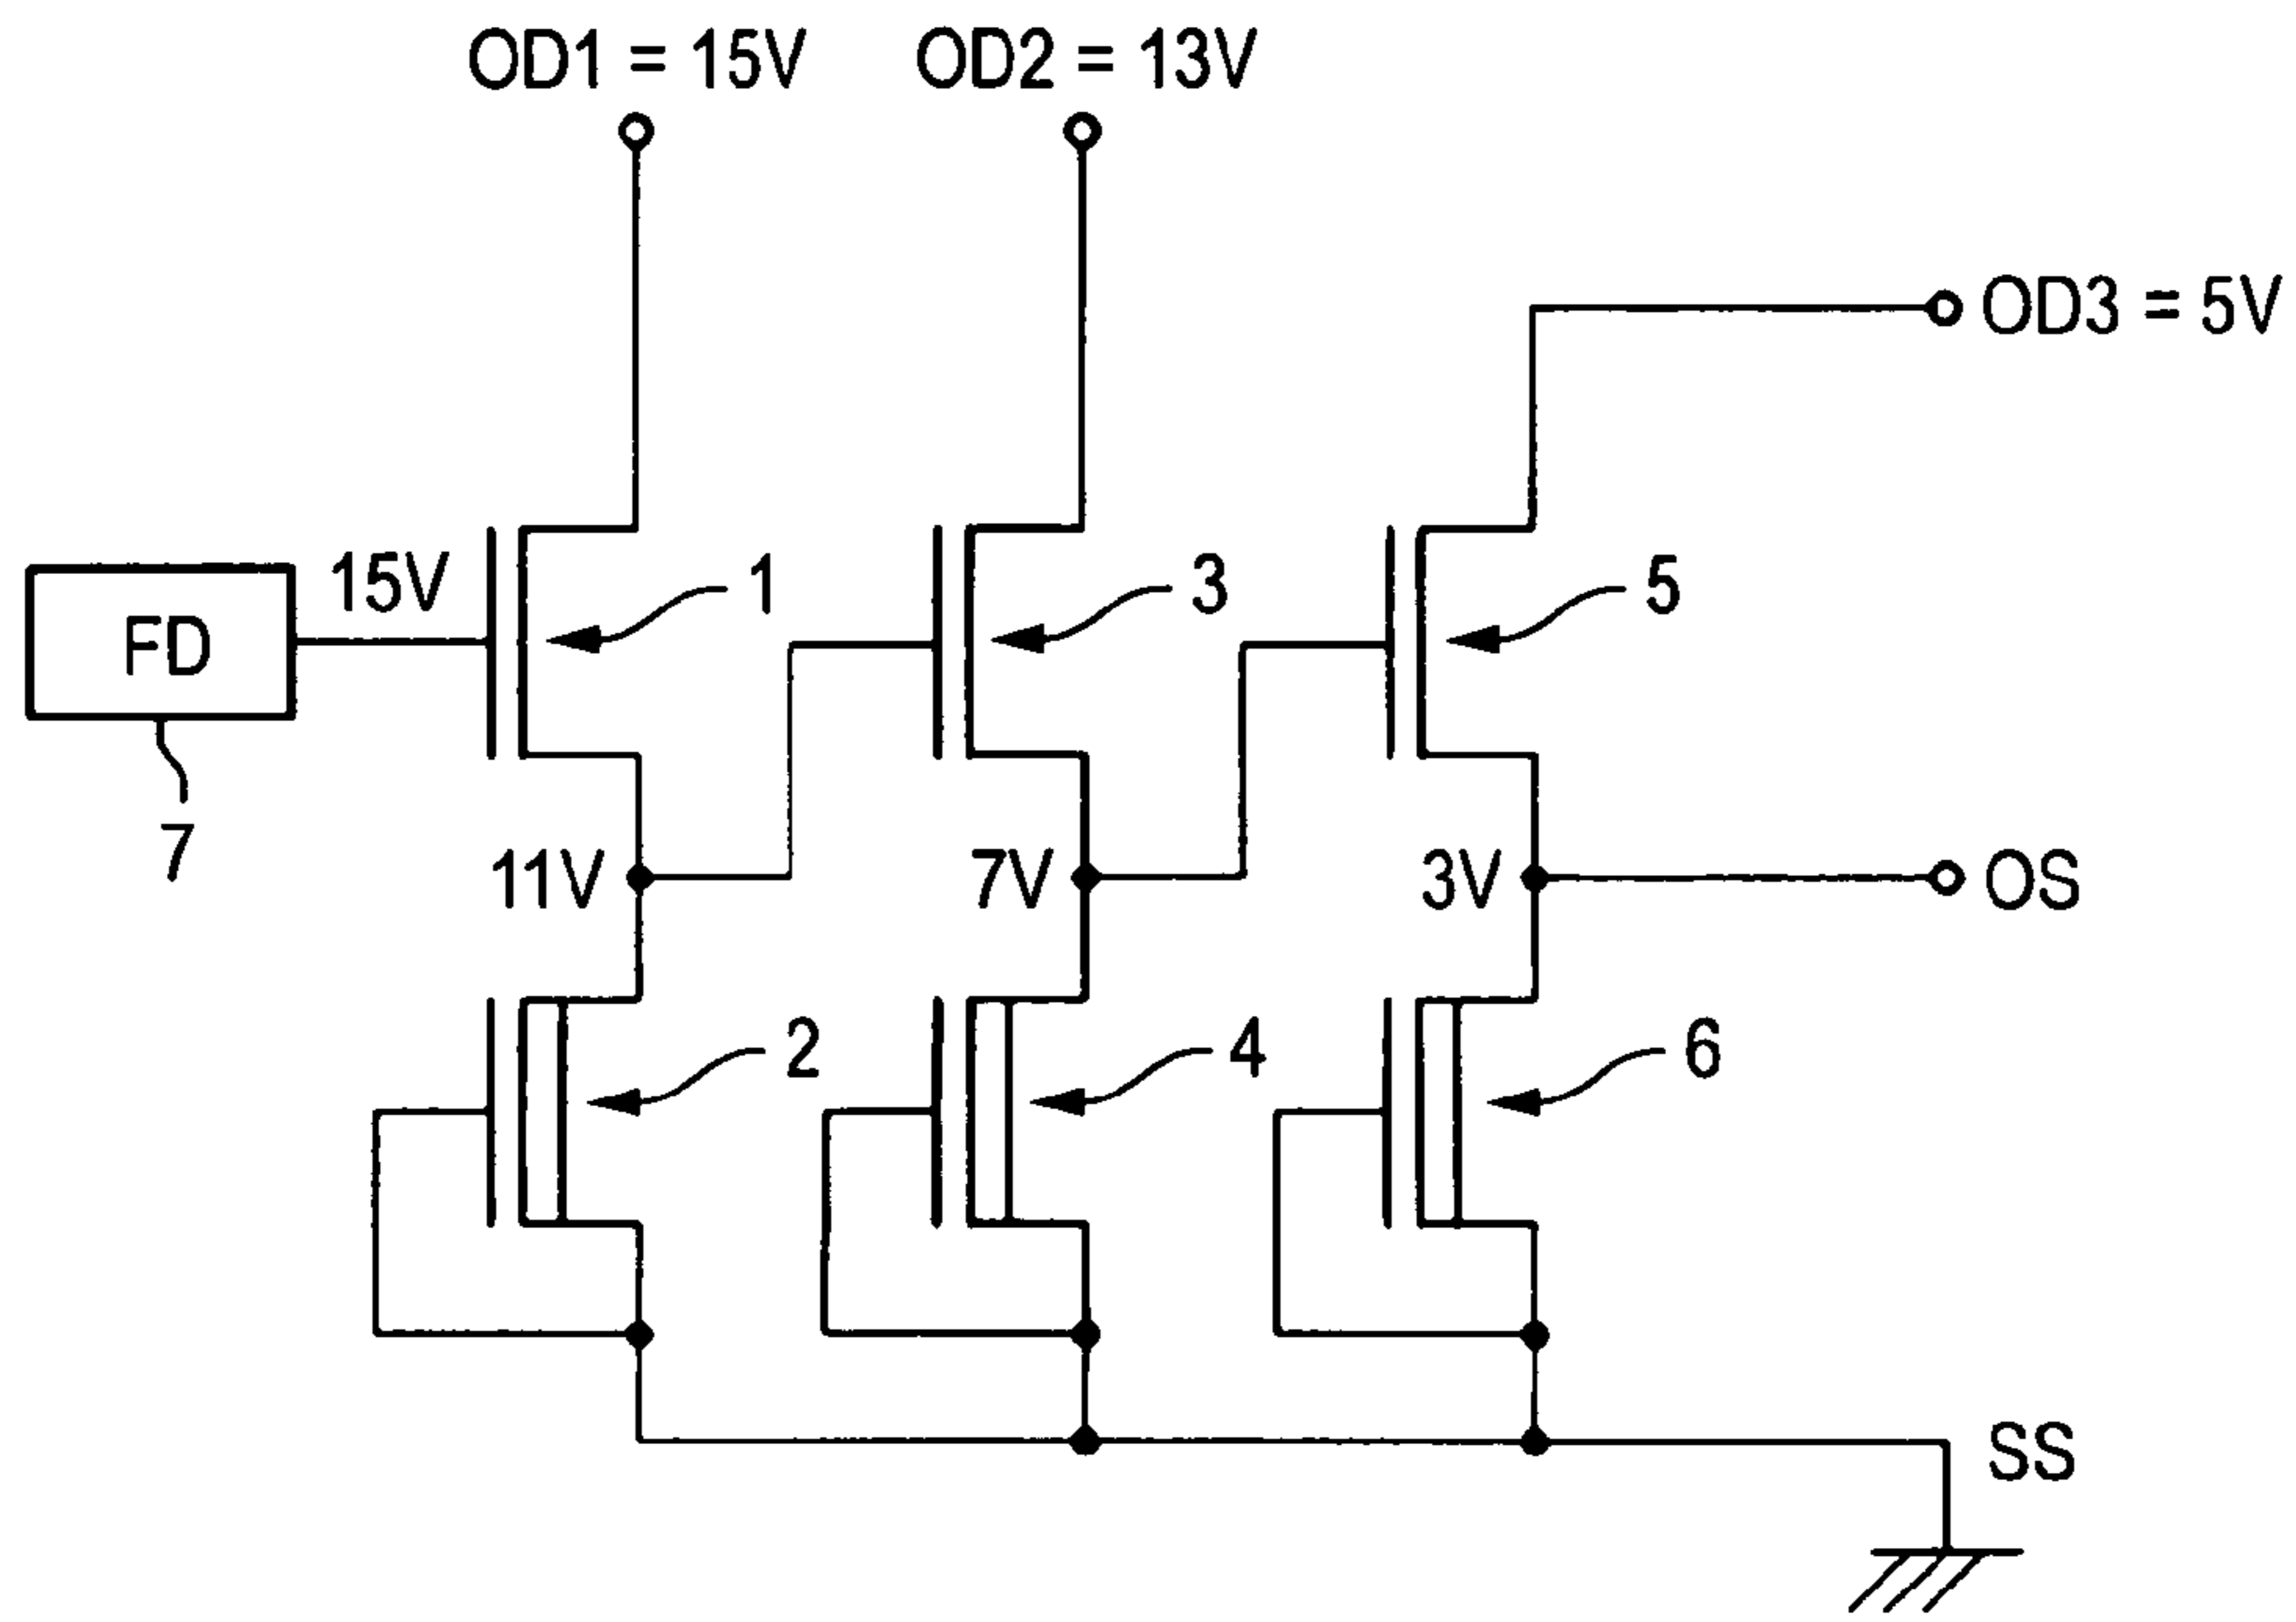 OD1 = 15V
OD2 = 13V
OD3 = 5V
15V
1
3
5
FD
7
11V
7V
3V
OS
2
4
6
SS